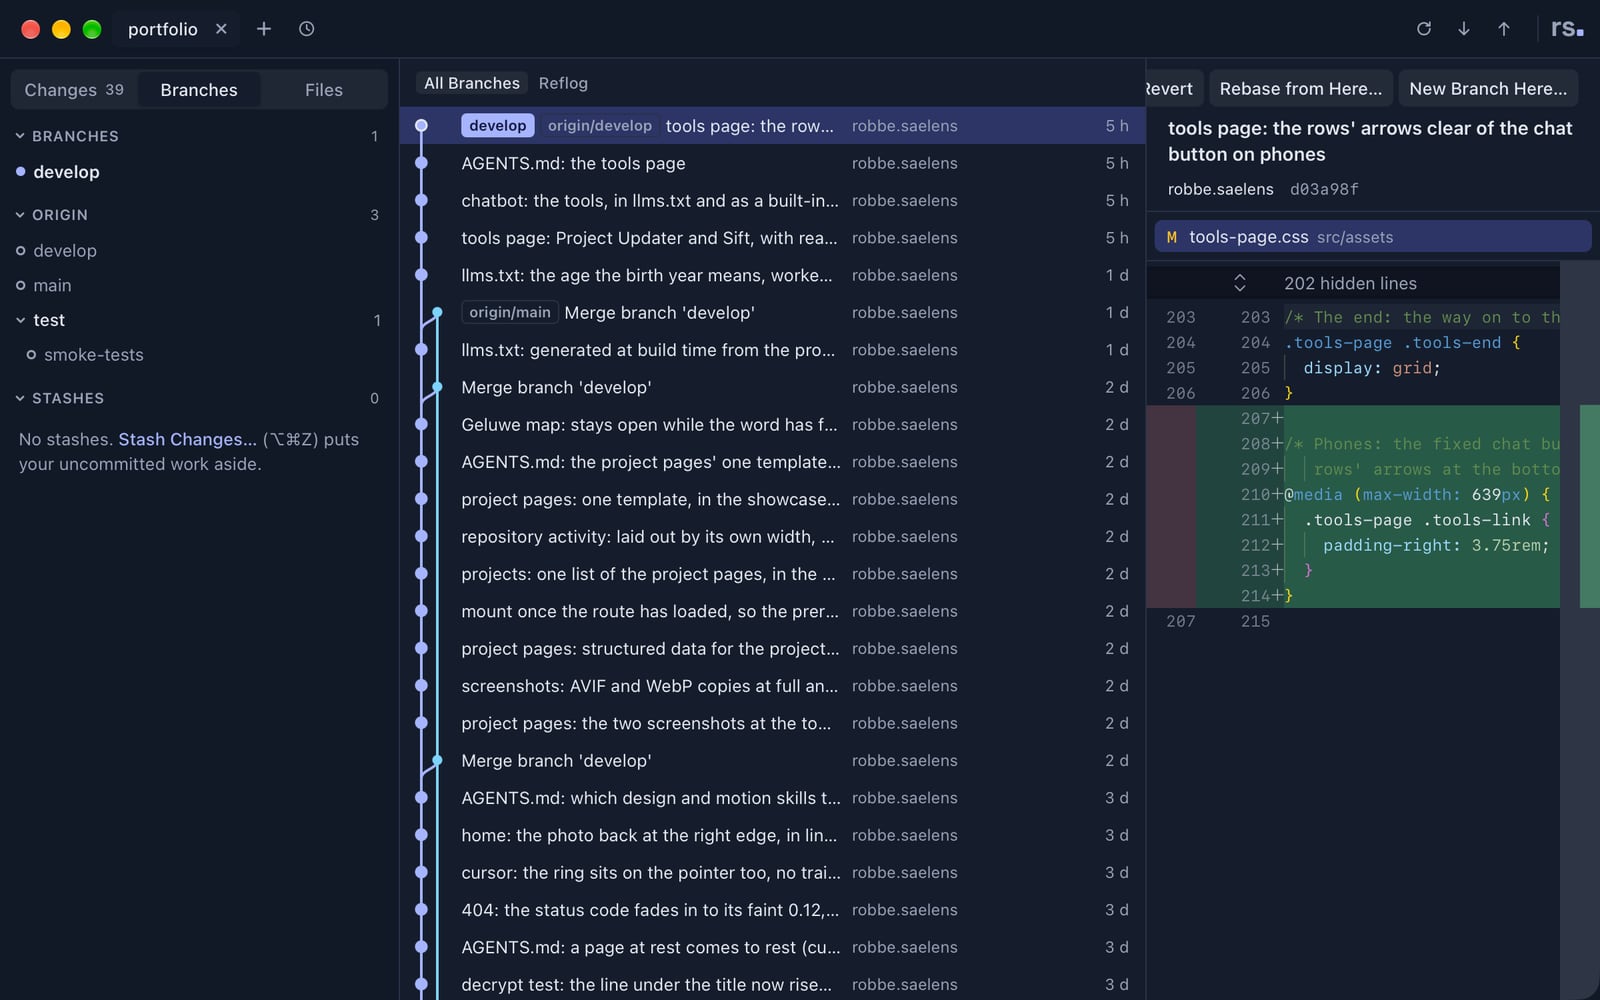 portfolio
rs.
Changes 39 Branches Files
BRANCHES 1
develop
ORIGIN 3
develop
main
test 1
smoke-tests
STASHES 0
No stashes. Stash Changes... (⌥⌘Z) puts
your uncommitted work aside.
All Branches Reflog
develop origin/develop tools page: the row... robbe.saelens 5 h
AGENTS.md: the tools page robbe.saelens 5 h
chatbot: the tools, in llms.txt and as a built-in... robbe.saelens 5 h
tools page: Project Updater and Sift, with rea... robbe.saelens 5 h
llms.txt: the age the birth year means, worke... robbe.saelens 1 d
origin/main Merge branch 'develop' robbe.saelens 1 d
llms.txt: generated at build time from the pro... robbe.saelens 1 d
Merge branch 'develop' robbe.saelens 2 d
Geluwe map: stays open while the word has f... robbe.saelens 2 d
AGENTS.md: the project pages' one template... robbe.saelens 2 d
project pages: one template, in the showcase... robbe.saelens 2 d
repository activity: laid out by its own width, ... robbe.saelens 2 d
projects: one list of the project pages, in the ... robbe.saelens 2 d
mount once the route has loaded, so the prer... robbe.saelens 2 d
project pages: structured data for the project... robbe.saelens 2 d
screenshots: AVIF and WebP copies at full an... robbe.saelens 2 d
project pages: the two screenshots at the to... robbe.saelens 2 d
Merge branch 'develop' robbe.saelens 2 d
AGENTS.md: which design and motion skills t... robbe.saelens 3 d
home: the photo back at the right edge, in lin... robbe.saelens 3 d
cursor: the ring sits on the pointer too, no trai... robbe.saelens 3 d
404: the status code fades in to its faint 0.12,... robbe.saelens 3 d
AGENTS.md: a page at rest comes to rest (cu... robbe.saelens 3 d
decrypt test: the line under the title now rise... robbe.saelens 3 d
Revert Rebase from Here... New Branch Here...
tools page: the rows' arrows clear of the chat
button on phones
robbe.saelens d03a98f
M tools-page.css src/assets
202 hidden lines
203 203 /* The end: the way on to th
204 204 .tools-page .tools-end {
205 205 display: grid;
206 206 }
207+
208+ /* Phones: the fixed chat bu
209+ rows' arrows at the botto
210+ @media (max-width: 639px) {
211+ .tools-page .tools-link {
212+ padding-right: 3.75rem;
213+ }
214+ }
207 215